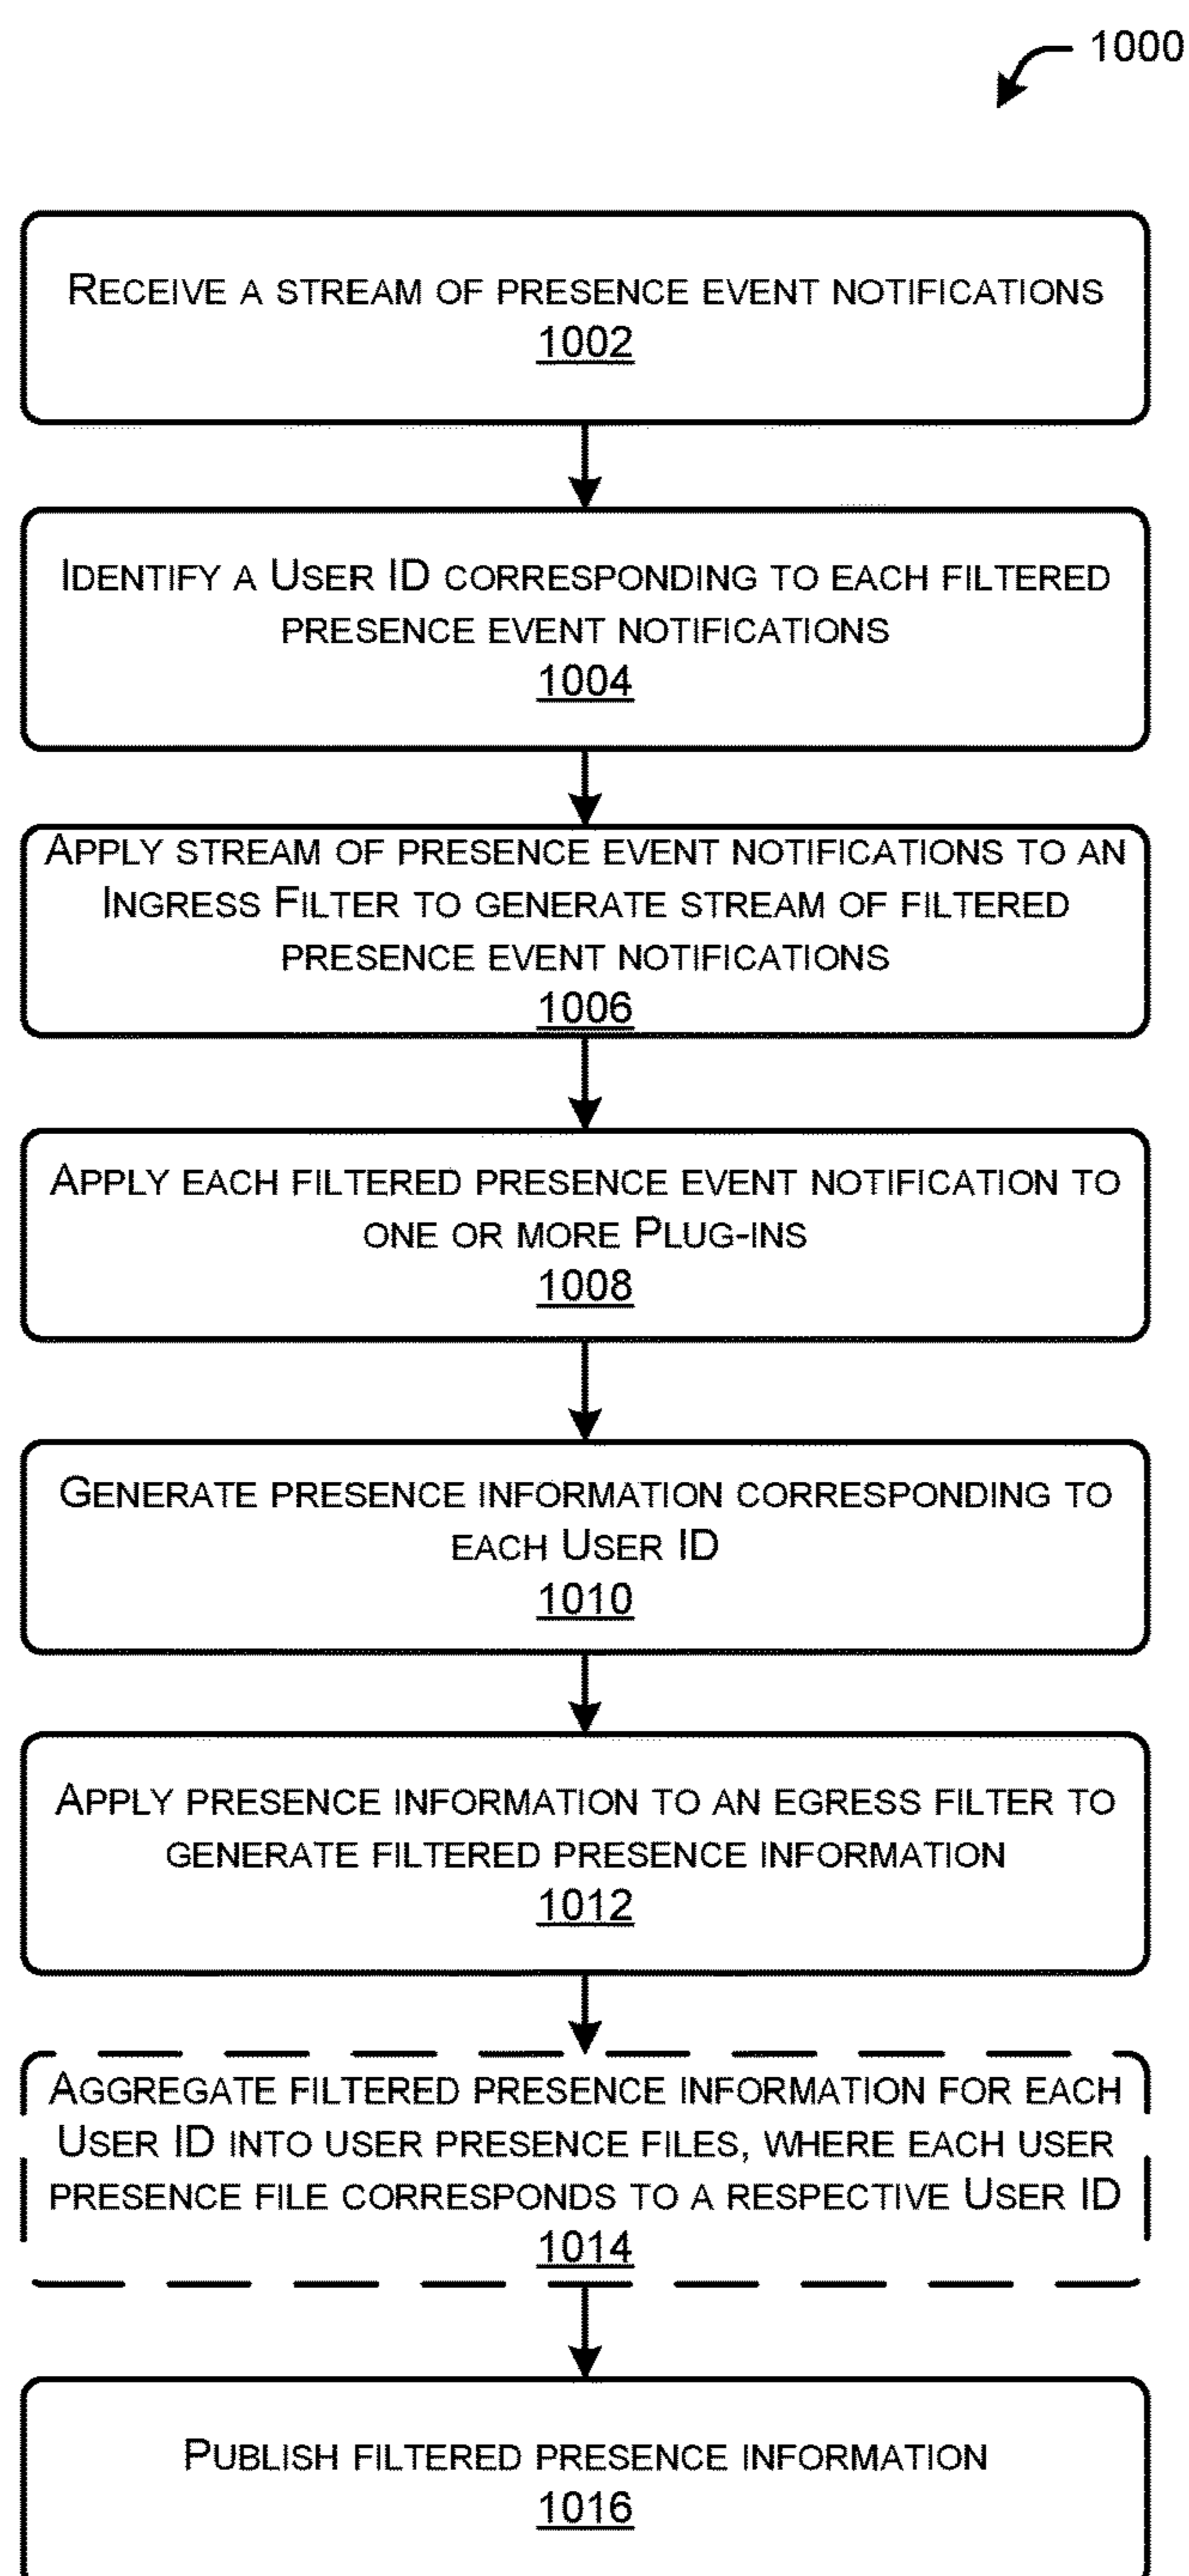 1000
RECEIVE A STREAM OF PRESENCE EVENT NOTIFICATIONS
1002
IDENTIFY A USER ID CORRESPONDING TO EACH FILTERED
PRESENCE EVENT NOTIFICATIONS
1004
APPLY STREAM OF PRESENCE EVENT NOTIFICATIONS TO AN
INGRESS FILTER TO GENERATE STREAM OF FILTERED
PRESENCE EVENT NOTIFICATIONS
1006
APPLY EACH FILTERED PRESENCE EVENT NOTIFICATION TO
ONE OR MORE PLUG-INS
1008
GENERATE PRESENCE INFORMATION CORRESPONDING TO
EACH USER ID
1010
APPLY PRESENCE INFORMATION TO AN EGRESS FILTER TO
GENERATE FILTERED PRESENCE INFORMATION
1012
AGGREGATE FILTERED PRESENCE INFORMATION FOR EACH
USER ID INTO USER PRESENCE FILES, WHERE EACH USER
PRESENCE FILE CORRESPONDS TO A RESPECTIVE USER ID
1014
PUBLISH FILTERED PRESENCE INFORMATION
1016